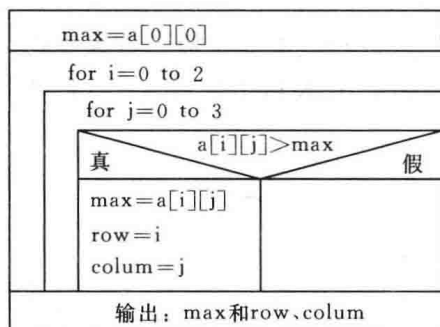 max=a[0][0]
for i=0 to 2
for j=0 to 3
a[i][j]>max
真
假
max=a[i][j]
row=i
colum=j
输出：max和row、colum